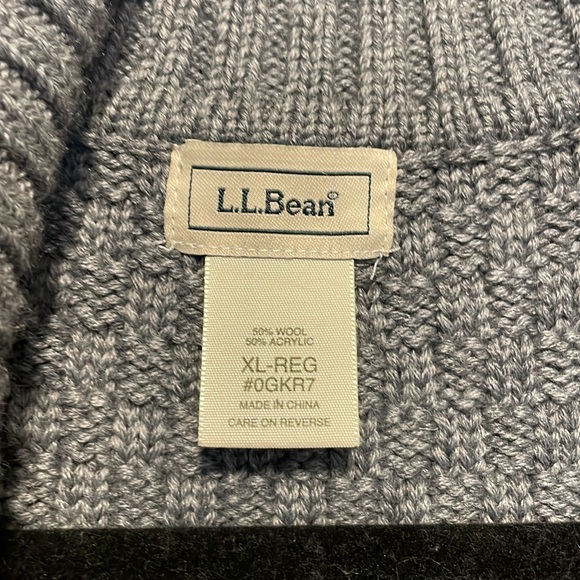 L.L.Bean®
50% WOOL
50% ACRYLIC
XL-REG
#0GKR7
MADE IN CHINA
CARE ON REVERSE